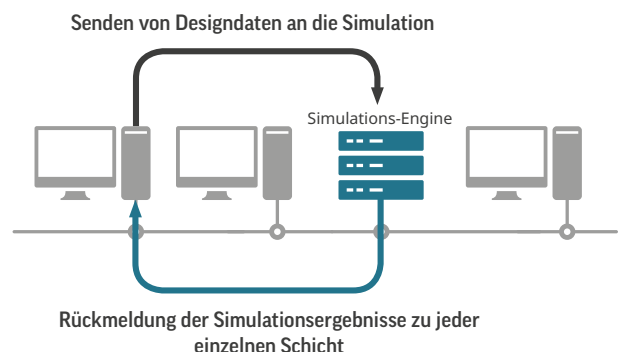 Senden von Designdaten an die Simulation
Simulations-Engine
Rückmeldung der Simulationsergebnisse zu jeder
einzelnen Schicht